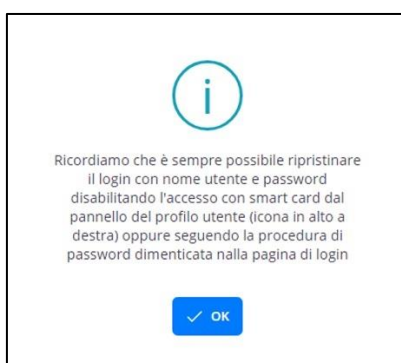 Ricordiamo che è sempre possibile ripristinare
il login con nome utente e password
disabilitando l'accesso con smart card dal
pannello del profilo utente (icona in alto a
destra) oppure seguendo la procedura di
password dimenticata nalla pagina di login
OK